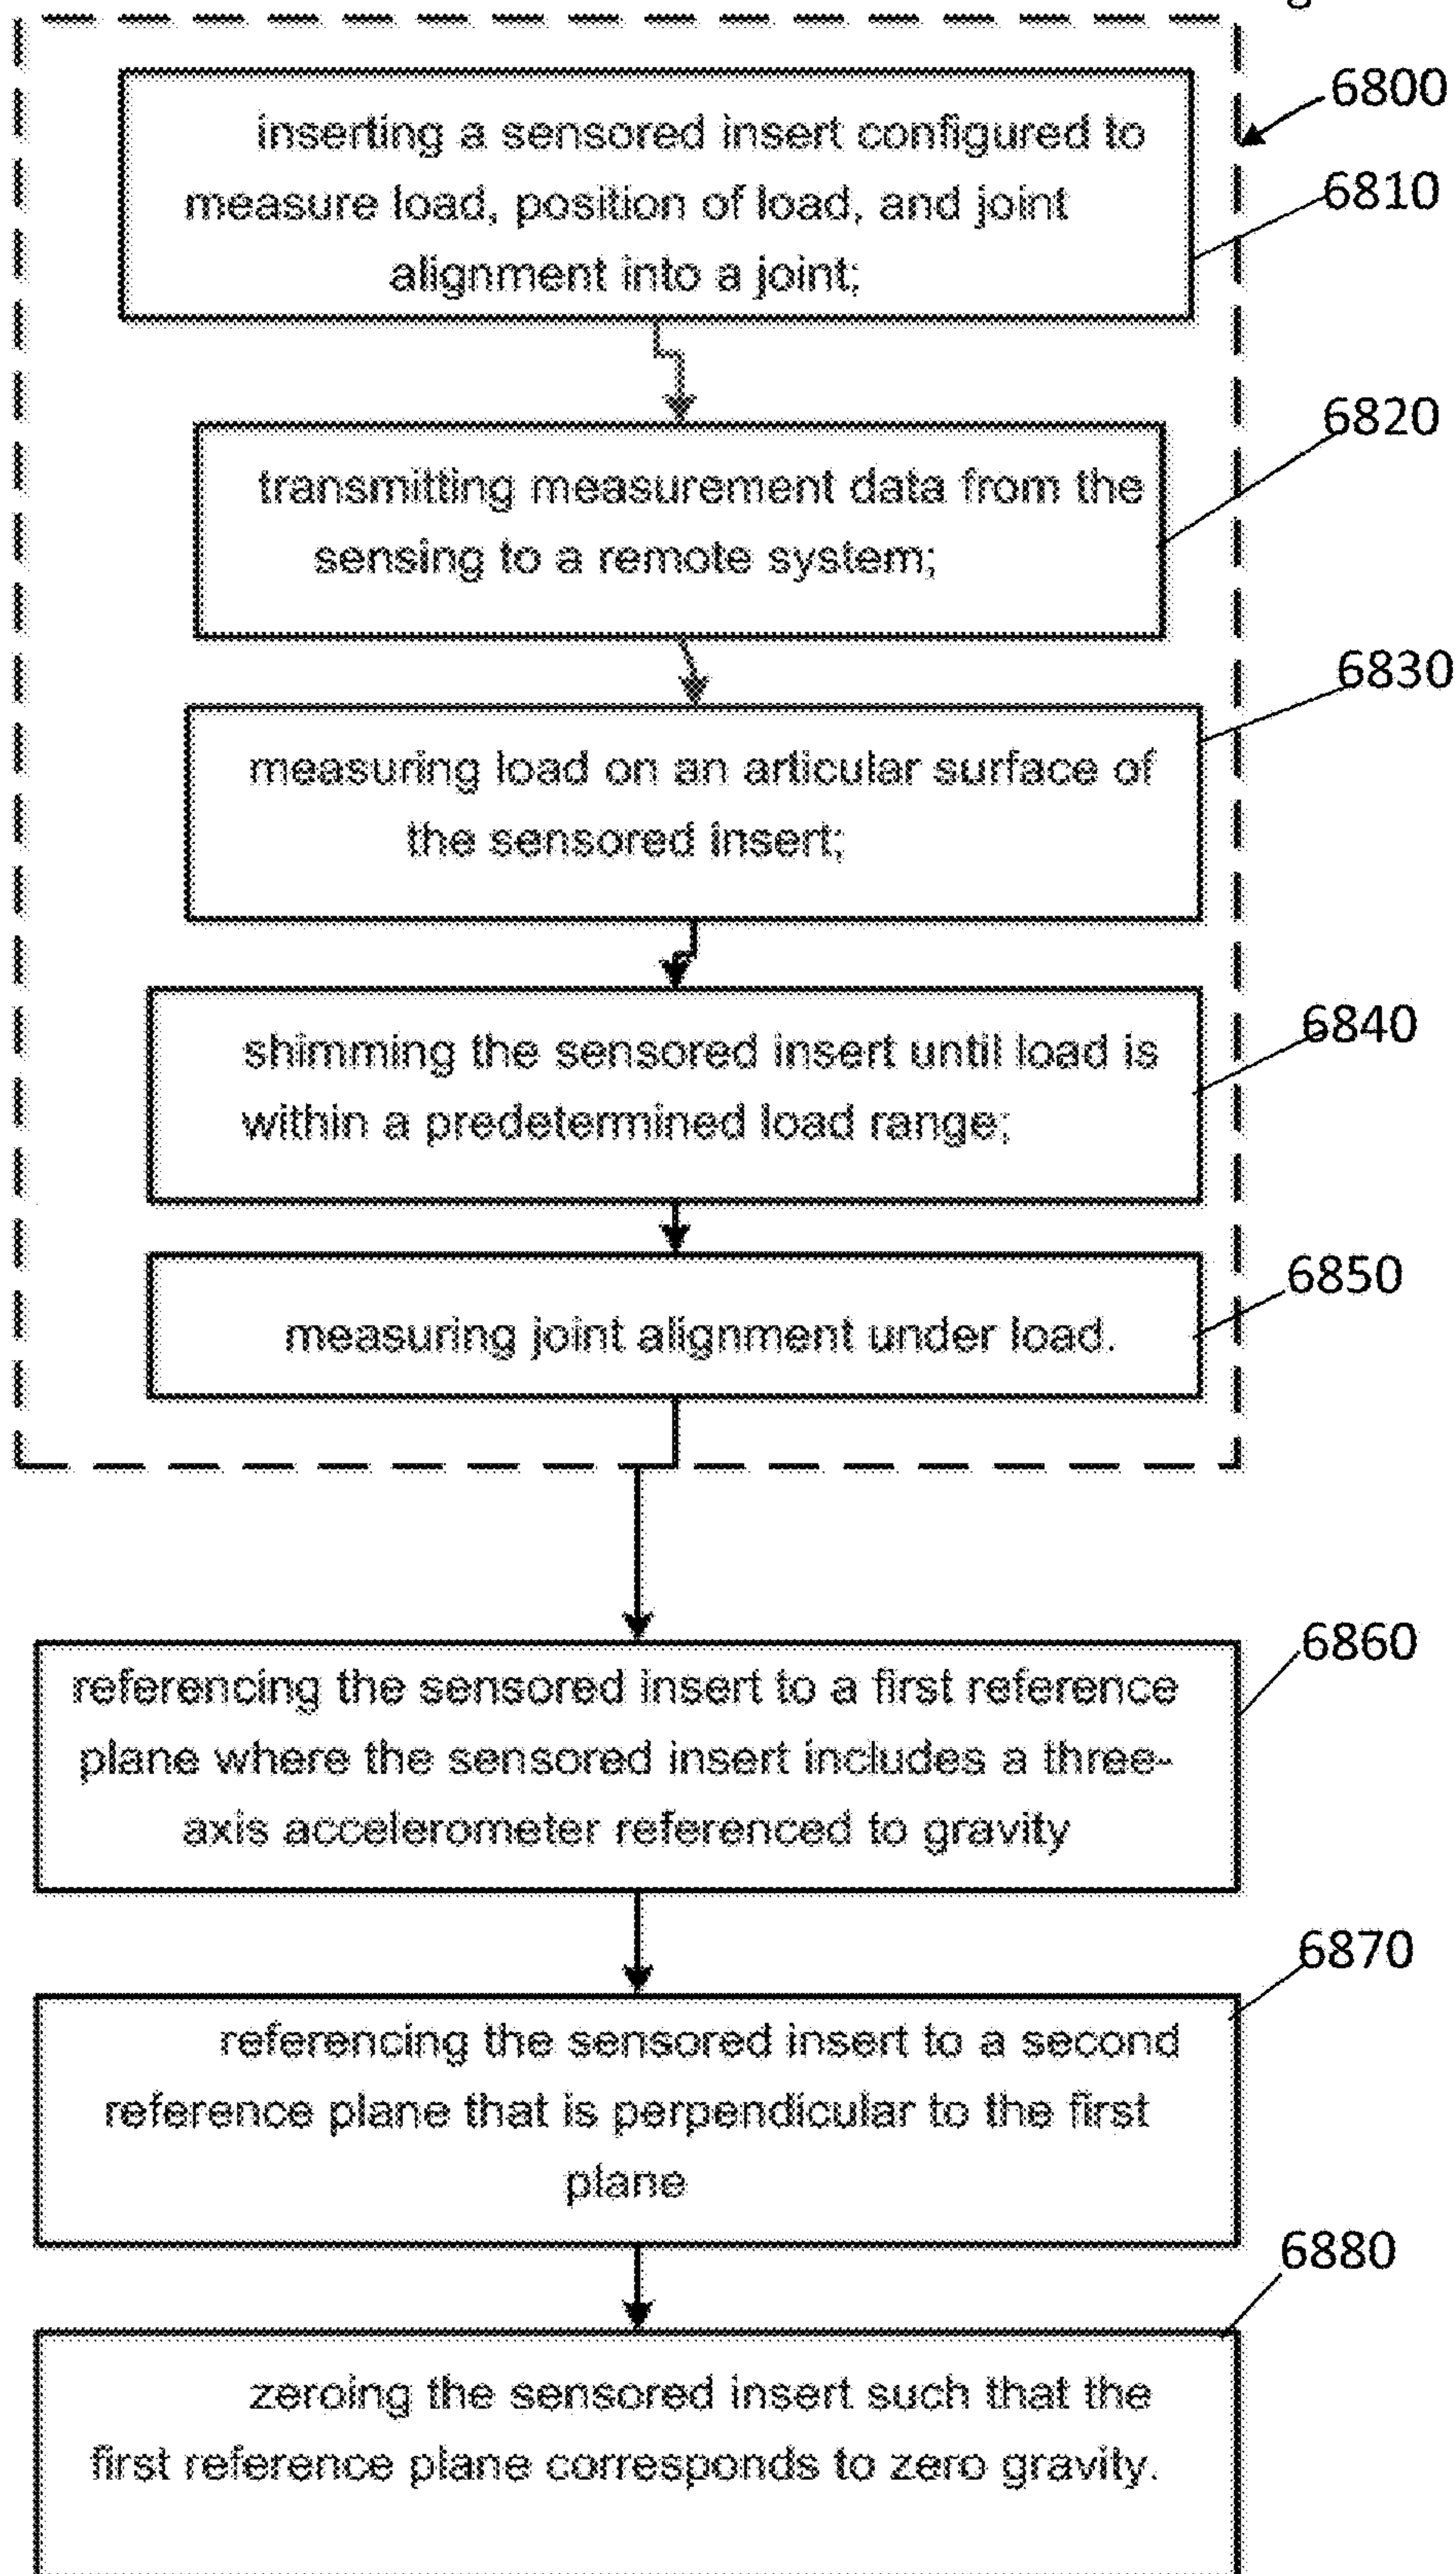 6800
inserting a sensored insert configured to
measure load, position of load, and joint
alignment into a joint;
6810
transmitting measurement data from the
sensing to a remote system;
6820
measuring load on an articular surface of
the sensored insert;
6830
shimming the sensored insert until load is
within a predetermined load range;
6840
measuring joint alignment under load.
6850
referencing the sensored insert to a first reference
plane where the sensored insert includes a three-
axis accelerometer referenced to gravity
6860
referencing the sensored insert to a second
reference plane that is perpendicular to the first
plane
6870
zeroing the sensored insert such that the
first reference plane corresponds to zero gravity.
6880